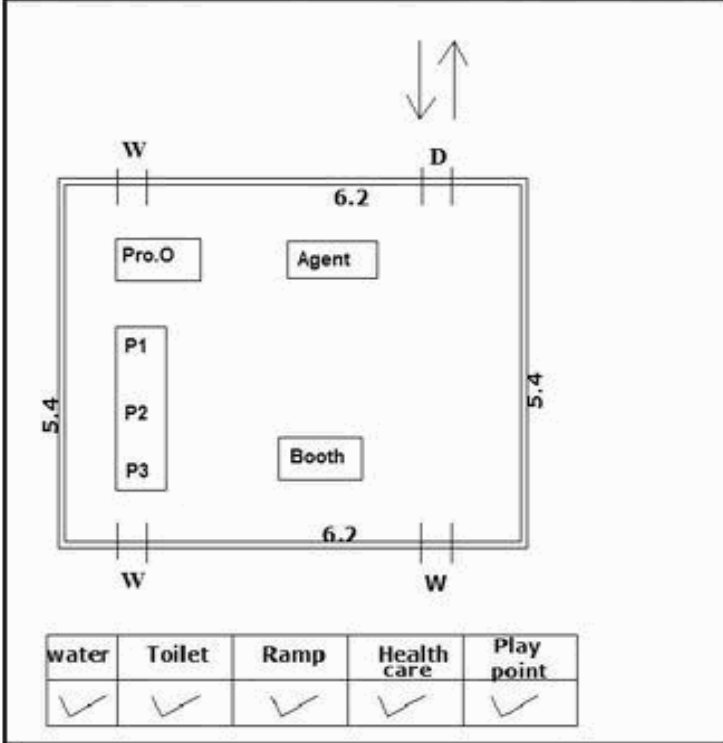 W
D
6.2
Pro.O
Agent
P1
P2
P3
5.4
5.4
Booth
6.2
W
W
water Toilet Ramp Health care Play point